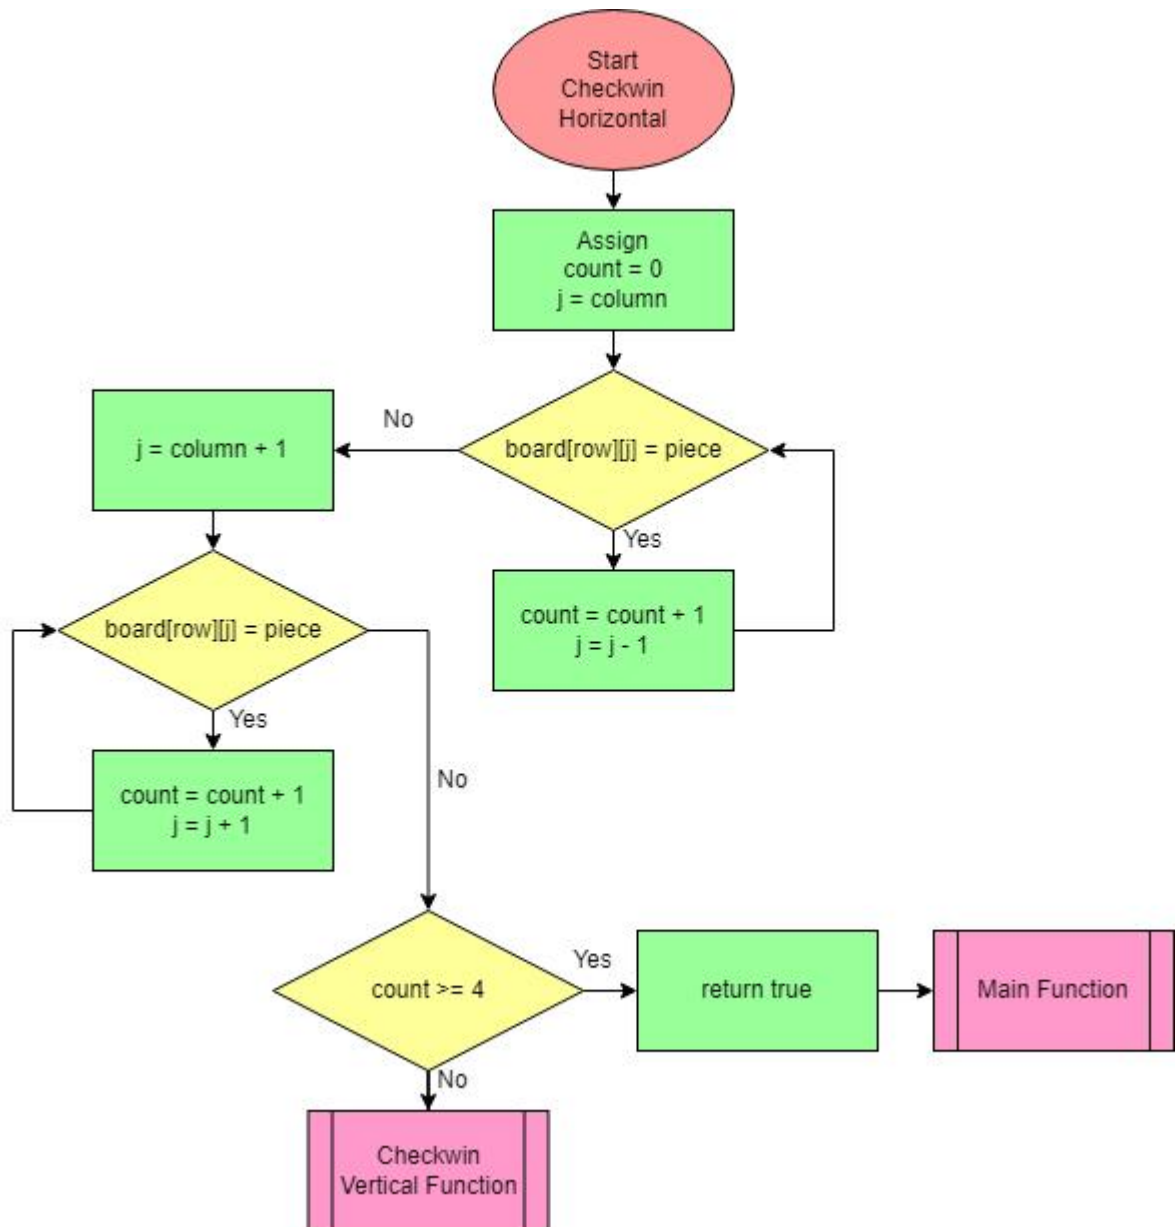 Start
Checkwin
Horizontal
Assign
count = 0
j = column
No
j = column + 1
board[row][j] = piece
Yes
board[row][j] = piece
count = count + 1
j = j - 1
Yes
No
count = count + 1
j = j + 1
Yes
count >= 4
return true
Main Function
No
Checkwin
Vertical Function